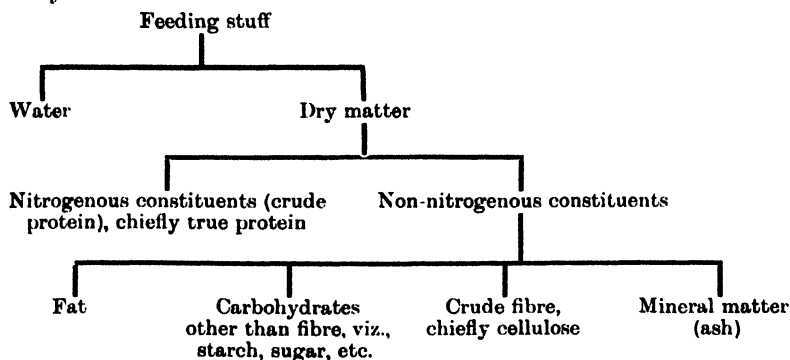 Feeding stuff
Water
Dry matter
Nitrogenous constituents (crude
protein), chiefly true protein
Non-nitrogenous constituents
Fat
Carbohydrates
other than fibre, viz.,
starch, sugar, etc.
Crude fibre,
chiefly cellulose
Mineral matter
(ash)